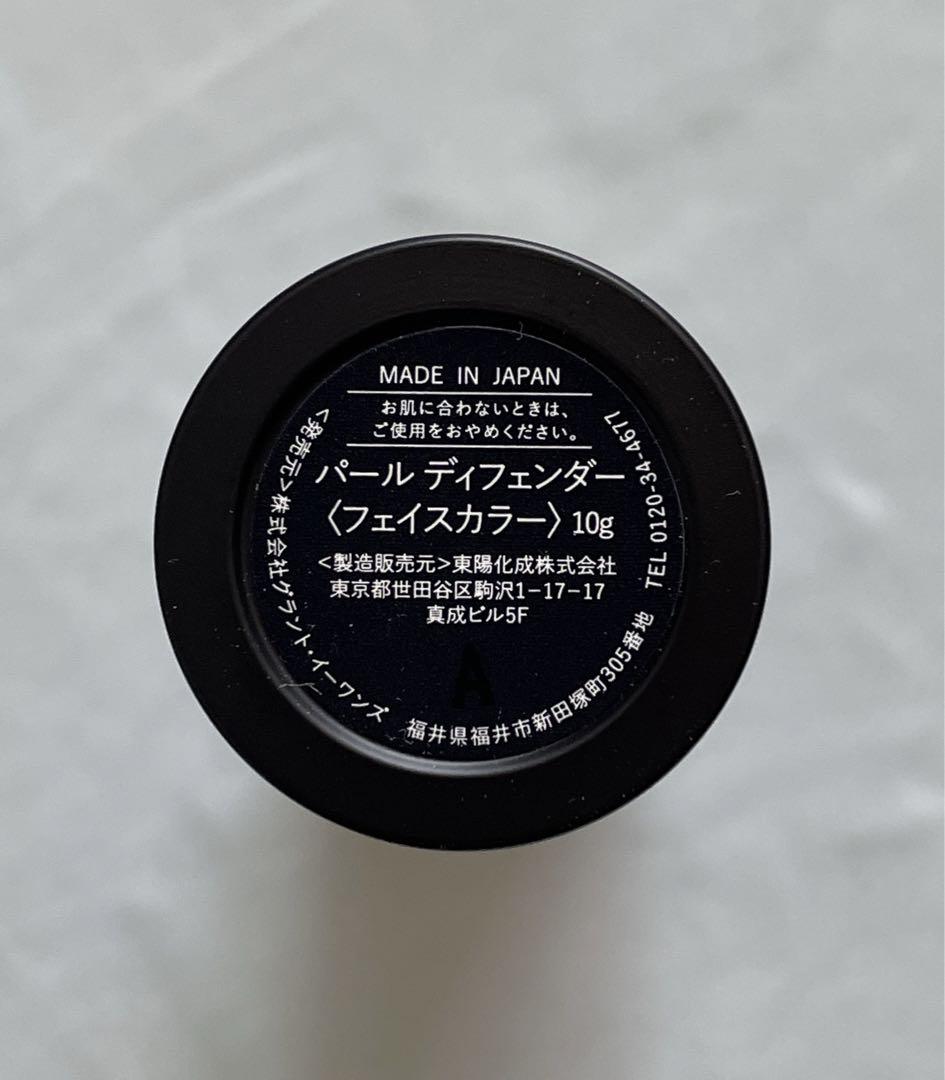 MADE IN JAPAN
お肌に合わないときは、
ご使用をおやめください。
パール ディフェンダー
〈フェイスカラー〉10g
<製造販売元>東陽化成株式会社
東京都世田谷区駒沢1-17-17
真成ビル5F
A
<発売元>株式会社グラント・イーワンズ 福井県福井市新田塚町305番地 TEL 0120-34-4677